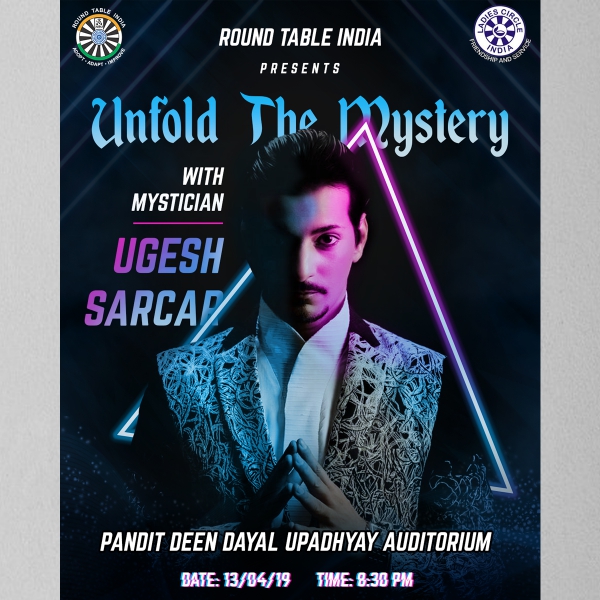 ROUND TABLE INDIA
ADOPT • ADAPT • IMPROVE
ROUND TABLE INDIA
PRESENTS
LADIES CIRCLE
INDIA
FRIENDSHIP AND SERVICE
Unfold The Mystery
WITH
MYSTICIAN
UGESH
SARCAR
PANDIT DEEN DAYAL UPADHYAY AUDITORIUM
DATE: 13/04/19 TIME: 8:30 PM